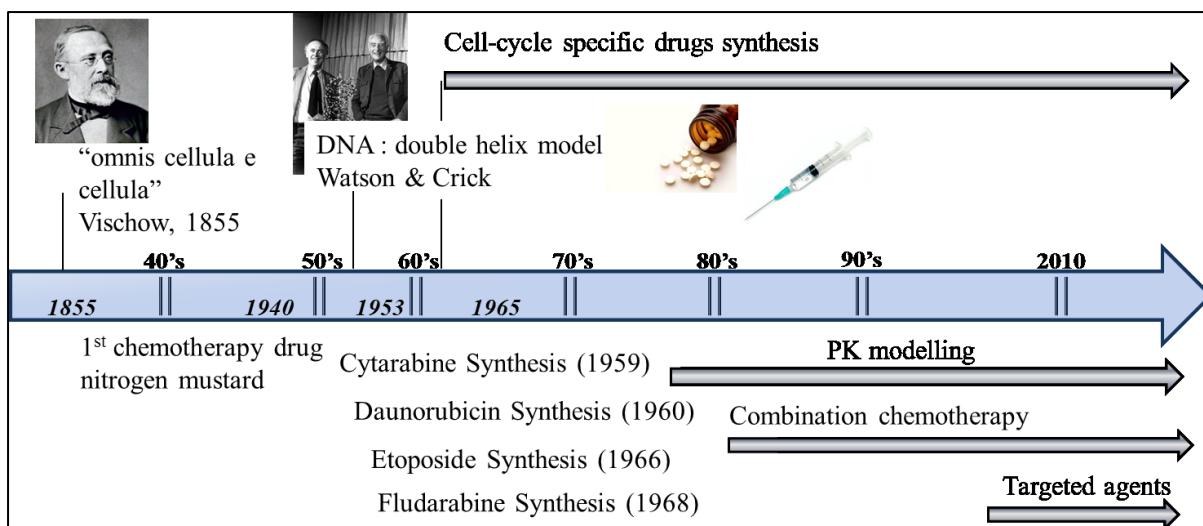 Cell-cycle specific drugs synthesis
“omnis cellula e
cellula”
Vischow, 1855
DNA : double helix model
Watson & Crick
40’s 50’s 60’s 70’s 80’s 90’s 2010
1855 1940 1953 1965
1st chemotherapy drug
nitrogen mustard
Cytarabine Synthesis (1959)
Daunorubicin Synthesis (1960)
Etoposide Synthesis (1966)
Fludarabine Synthesis (1968)
PK modelling
Combination chemotherapy
Targeted agents